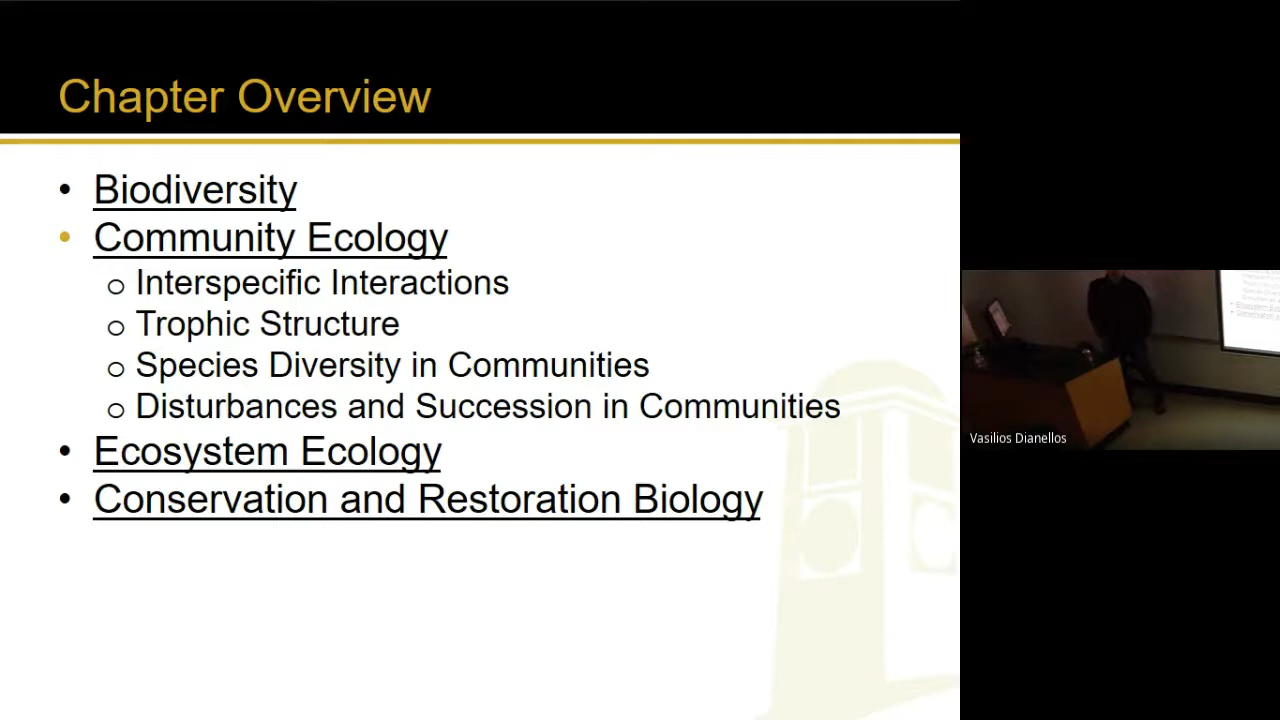 Chapter Overview
• Biodiversity
• Community Ecology
o Interspecific Interactions
o Trophic Structure
o Species Diversity in Communities
o Disturbances and Succession in Communities
• Ecosystem Ecology
• Conservation and Restoration Biology
Vasilios Dianellos